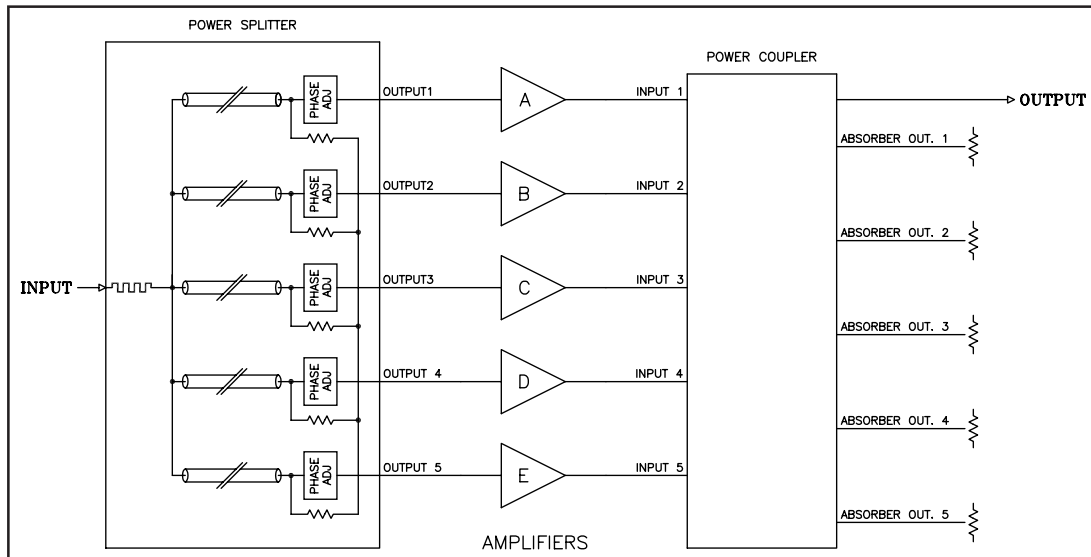 POWER SPLITTER
POWER COUPLER
PHASE
ADJ
OUTPUT1
A
INPUT 1
OUTPUT
ABSORBER OUT. 1
PHASE
ADJ
OUTPUT2
B
INPUT 2
ABSORBER OUT. 2
INPUT
PHASE
ADJ
OUTPUT3
C
INPUT 3
ABSORBER OUT. 3
PHASE
ADJ
OUTPUT 4
D
INPUT 4
ABSORBER OUT. 4
PHASE
ADJ
OUTPUT 5
E
INPUT 5
ABSORBER OUT. 5
AMPLIFIERS